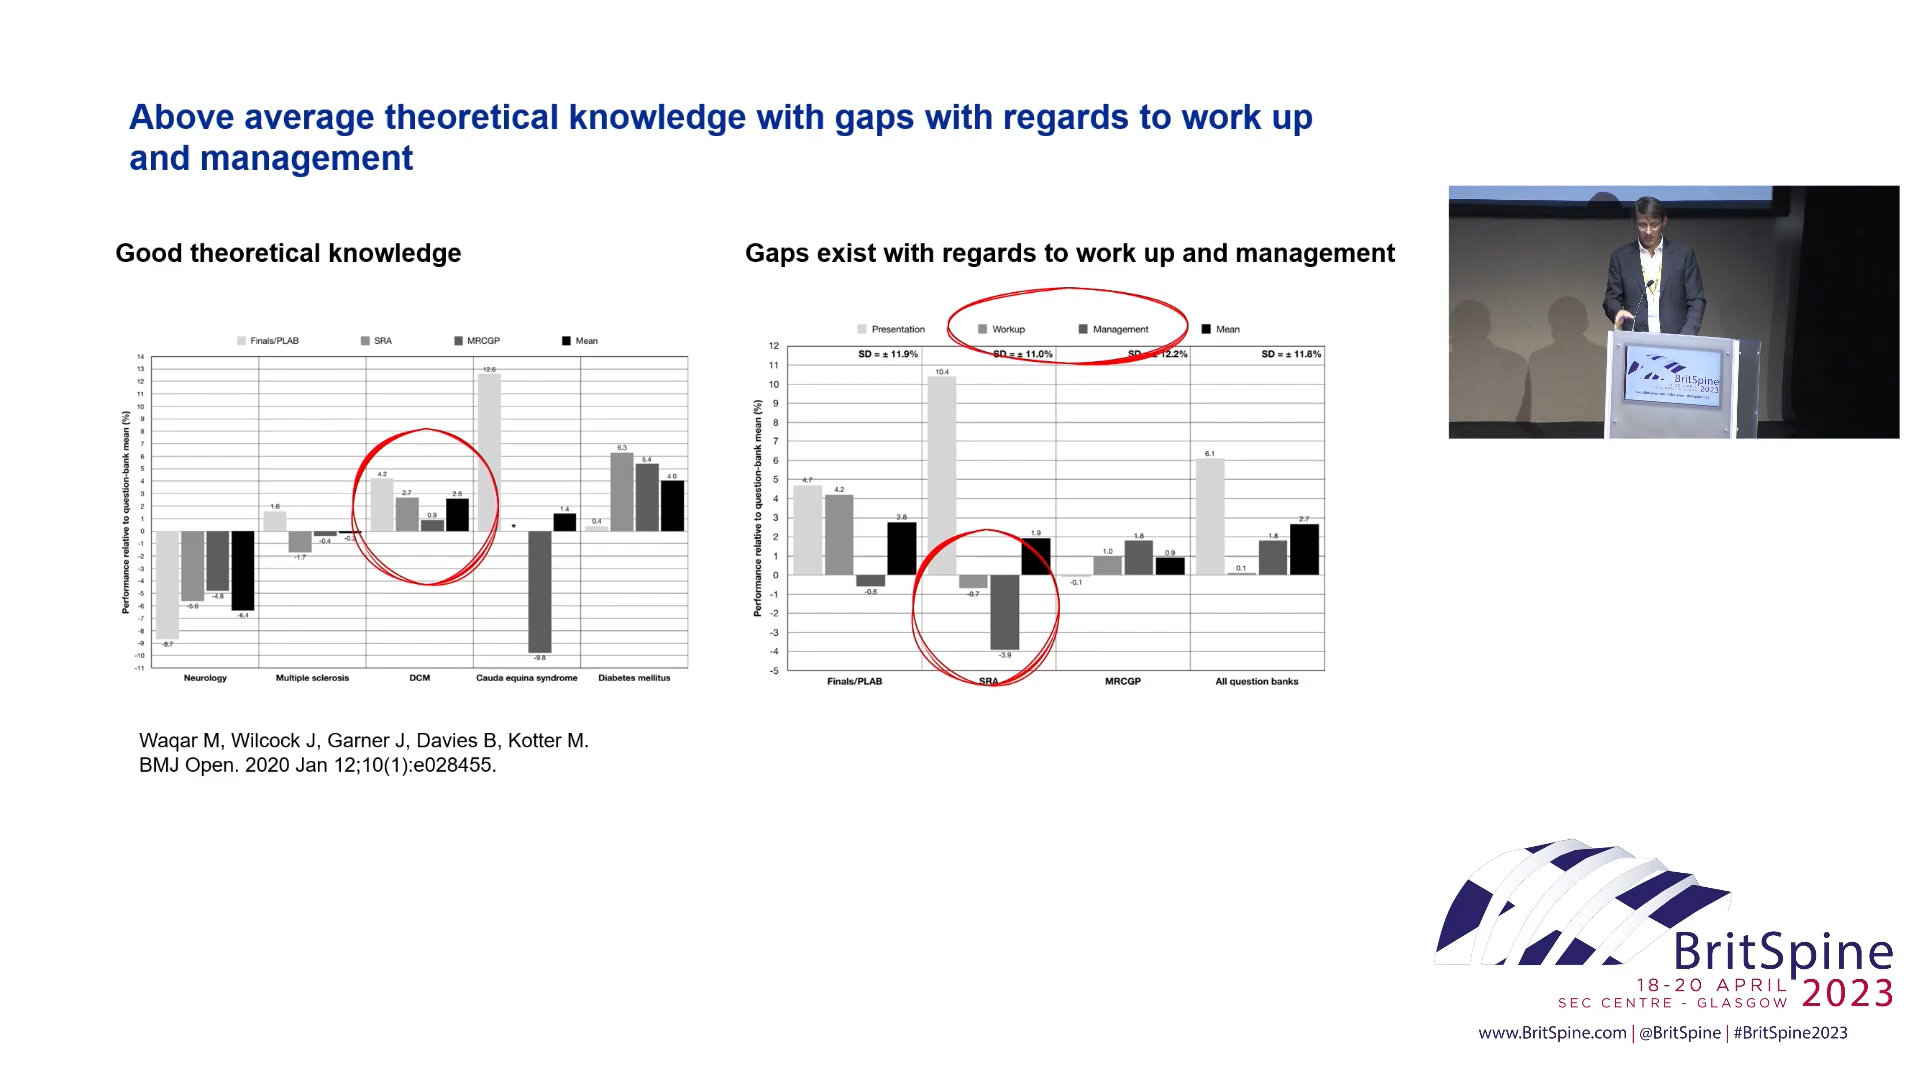 Above average theoretical knowledge with gaps with regards to work up
and management
Good theoretical knowledge
Finals/PLAB SRA MRCGP Mean
Performance relative to question-bank mean (%)
14
13
12
11
10
9
8
7
6
5
4
3
2
1
0
-1
-2
-3
-4
-5
-6
-7
-8
-9
-10
-11
-8.7 -5.6 -4.8 -6.4
1.6 -1.7 -0.4
4.2 2.7 0.9 2.6
12.6 * -9.8 1.4
0.4 6.3 5.4 4.0
Neurology Multiple sclerosis DCM Cauda equina syndrome Diabetes mellitus
Gaps exist with regards to work up and management
Presentation Workup Management Mean
SD = ± 11.9% SD = ± 11.0% SD = ± 12.2% SD = ± 11.8%
Performance relative to question-bank mean (%)
12
11
10
9
8
7
6
5
4
3
2
1
0
-1
-2
-3
-4
-5
4.7 4.2 -0.6 2.8
10.4 -0.7 -3.9 1.9
-0.1 1.0 1.8 0.9
6.1 0.1 1.8 2.7
Finals/PLAB SRA MRCGP All question banks
Waqar M, Wilcock J, Garner J, Davies B, Kotter M.
BMJ Open. 2020 Jan 12;10(1):e028455.
BritSpine
2023
BritSpine
18-20 APRIL 2023
SEC CENTRE - GLASGOW
www.BritSpine.com | @BritSpine | #BritSpine2023